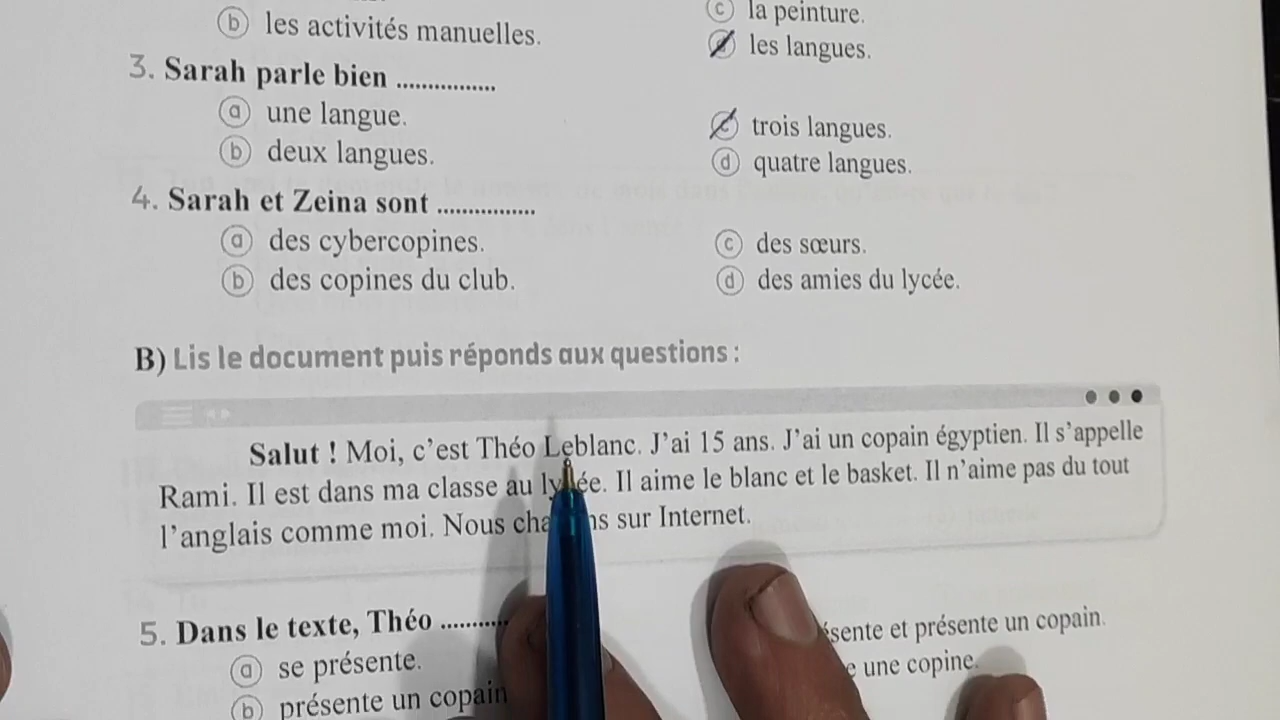 ⓑ les activités manuelles.
ⓒ la peinture.
les langues.
3. Sarah parle bien ................
ⓐ une langue.
ⓑ deux langues.
ⓒ trois langues.
ⓓ quatre langues.
4. Sarah et Zeina sont ................
ⓐ des cybercopines.
ⓑ des copines du club.
ⓒ des sœurs.
ⓓ des amies du lycée.
B) Lis le document puis réponds aux questions :
Salut ! Moi, c'est Théo Leblanc. J'ai 15 ans. J'ai un copain égyptien. Il s'appelle
Rami. Il est dans ma classe au lycée. Il aime le blanc et le basket. Il n'aime pas du tout
l'anglais comme moi. Nous sur Internet.
5. Dans le texte, Théo ...........
ⓐ se présente.
ⓑ présente un copain
et présente un copain.
une copine.